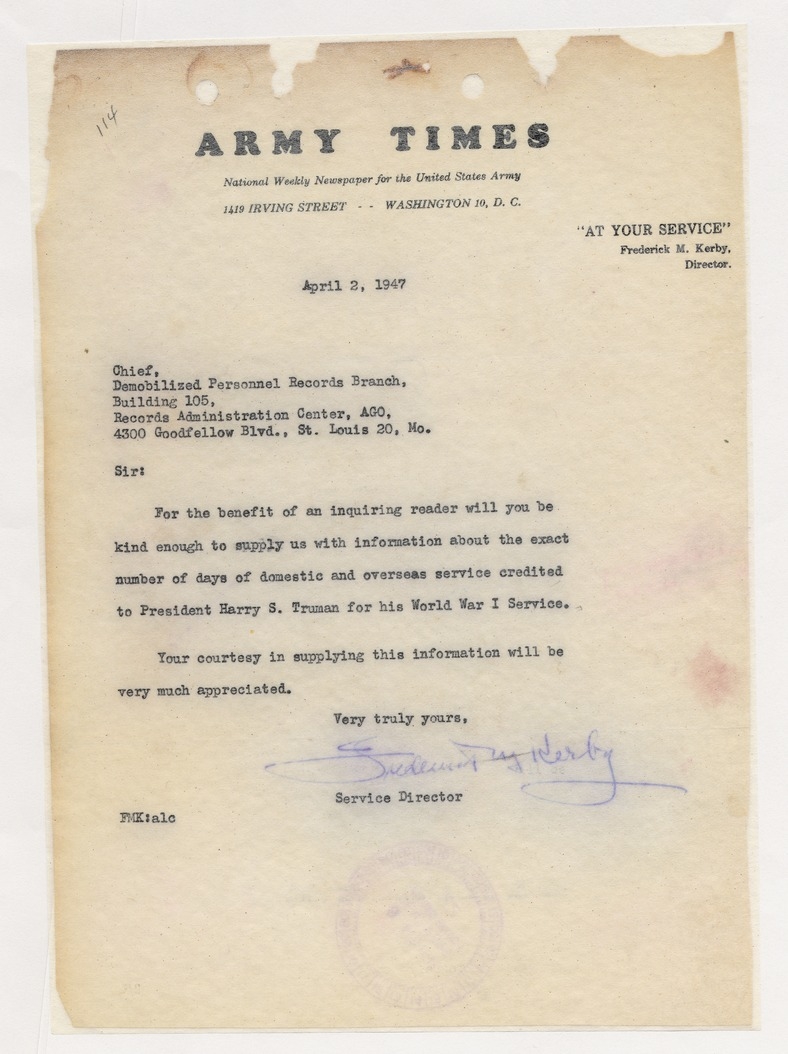 114
ARMY TIMES
National Weekly Newspaper for the United States Army
1419 IRVING STREET - - WASHINGTON 10, D. C.
"AT YOUR SERVICE"
Frederick M. Kerby,
Director.
April 2, 1947
Chief,
Demobilized Personnel Records Branch,
Building 105,
Records Administration Center, AGO,
4300 Goodfellow Blvd., St. Louis 20, Mo.
Sir:
For the benefit of an inquiring reader will you be
kind enough to supply us with information about the exact
number of days of domestic and overseas service credited
to President Harry S. Truman for his World War I Service.
Your courtesy in supplying this information will be
very much appreciated.
Very truly yours,
Frederick M Kerby
Service Director
FMK:alc